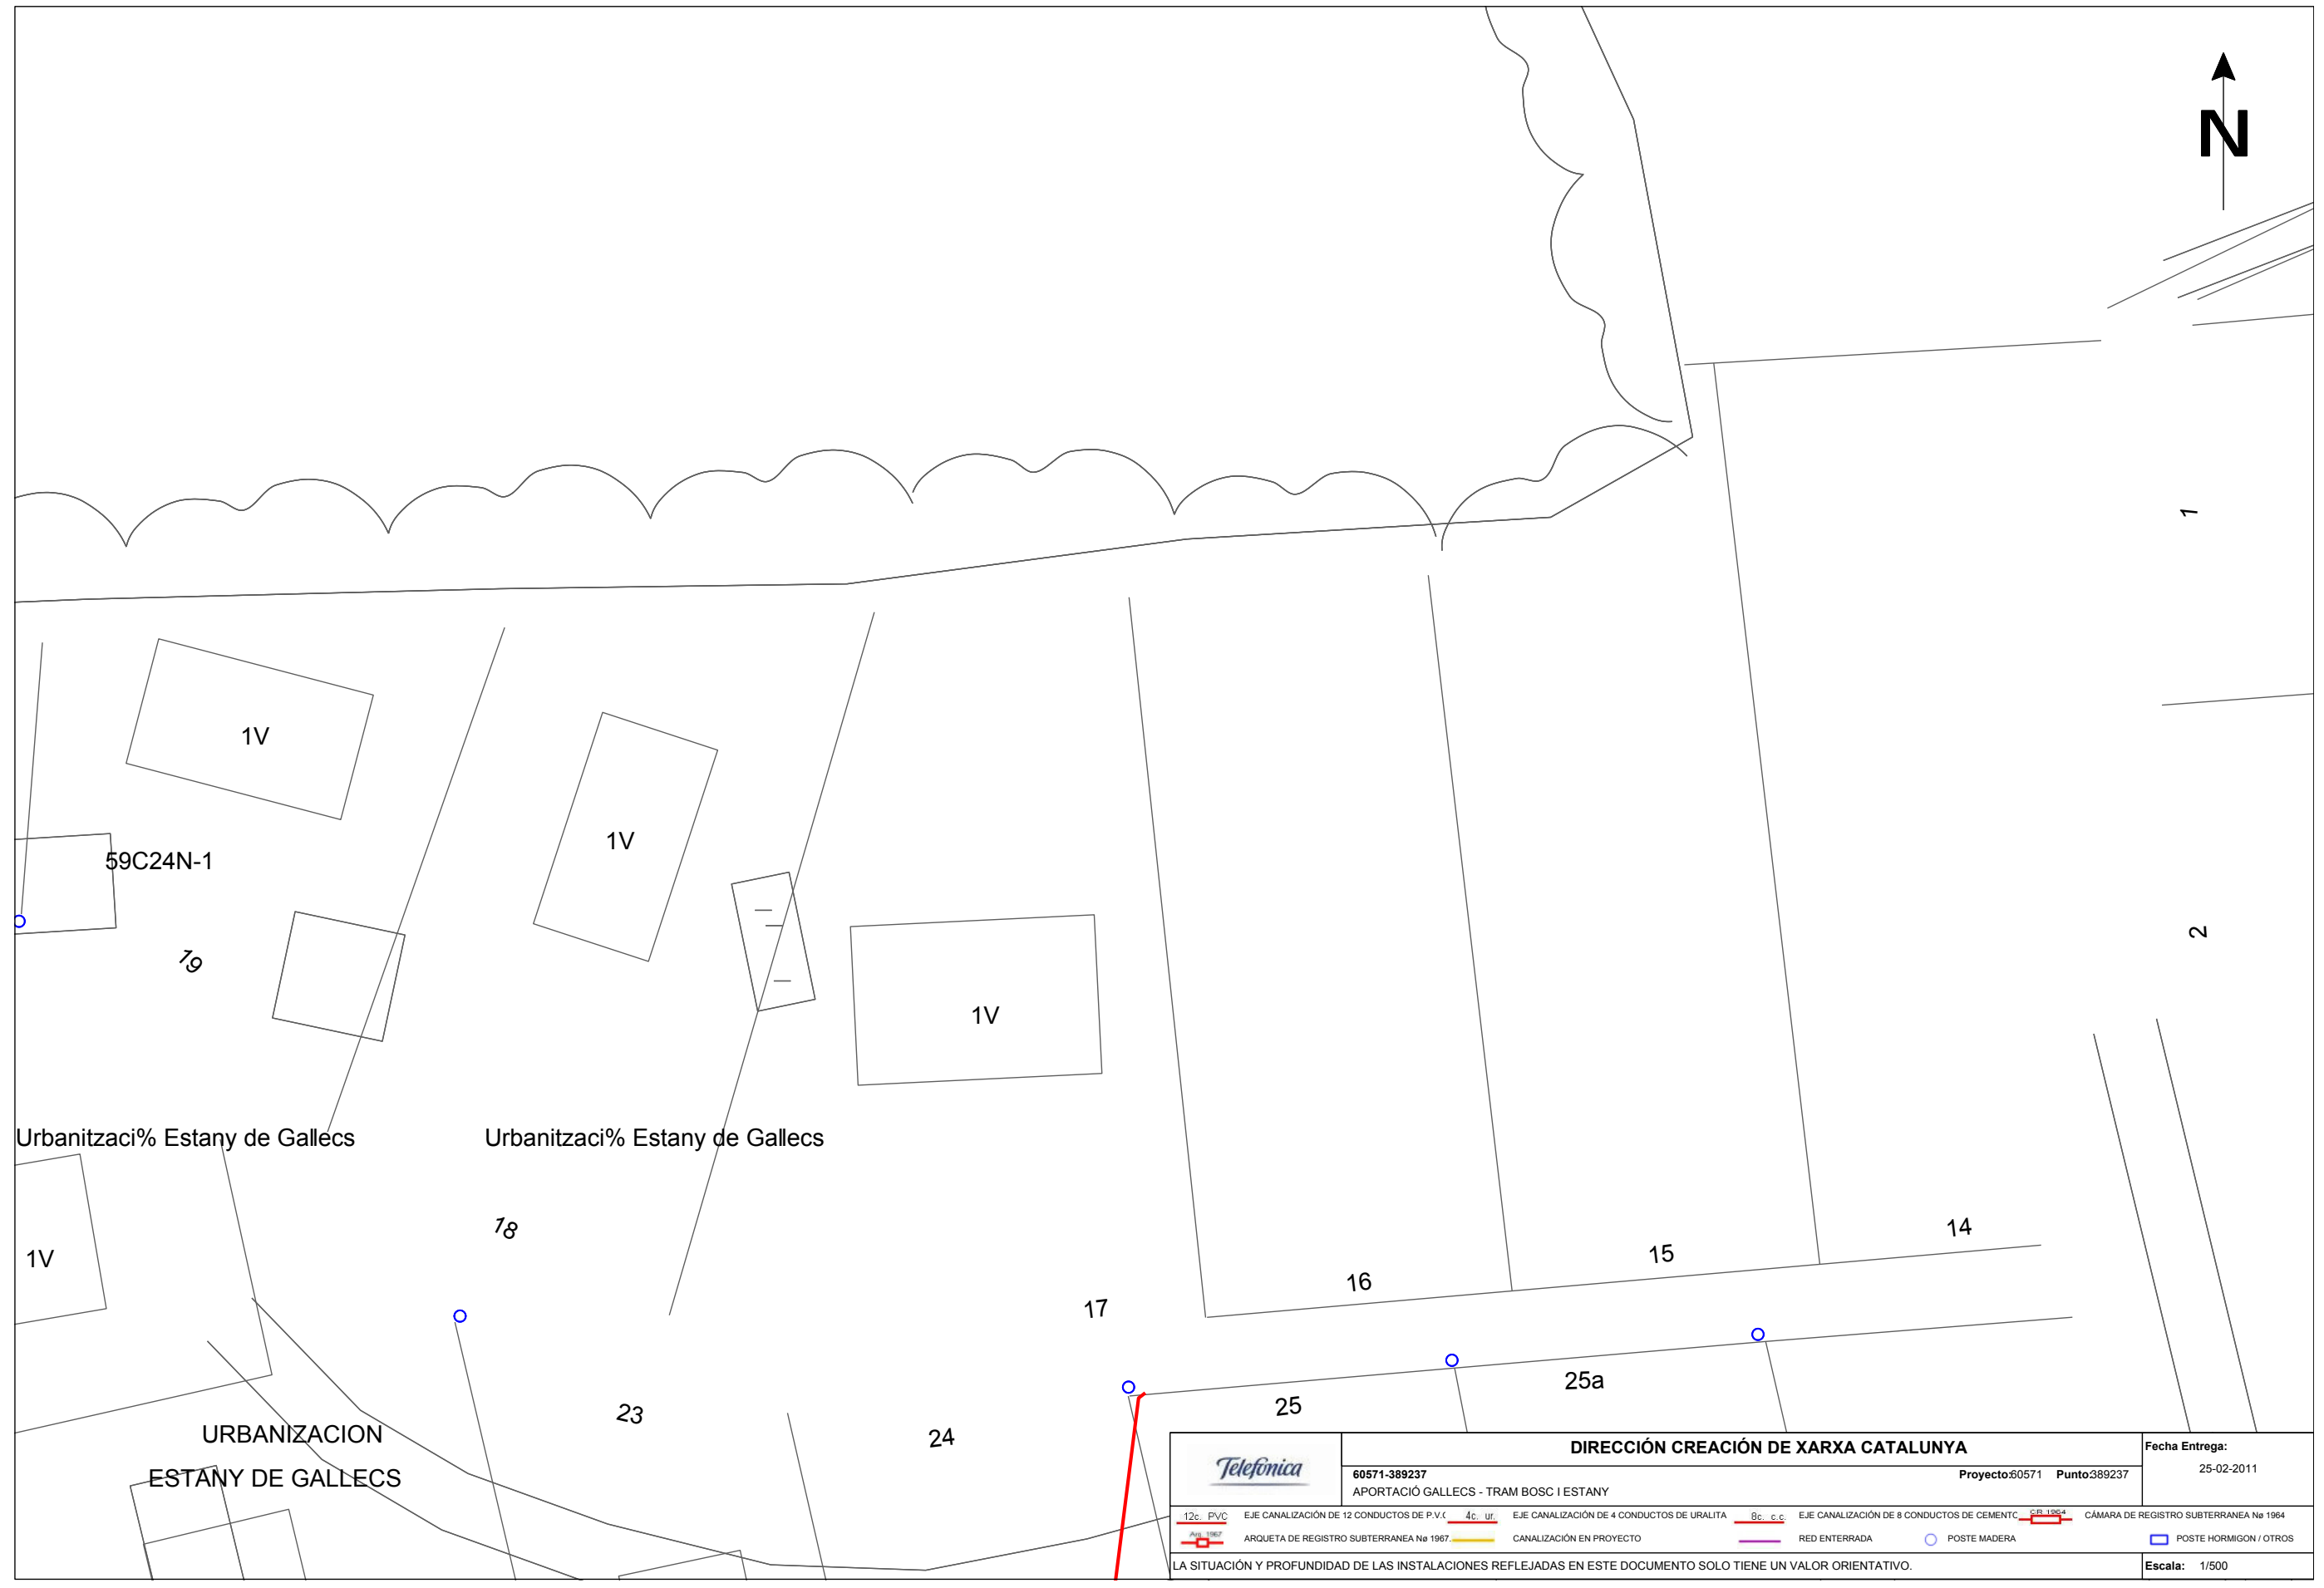 N
1
1V
1V
59C24N-1
2
19
1V
Urbanitzaci% Estany de Gallecs
Urbanitzaci% Estany de Gallecs
18
1V
14
15
16
17
25a
25
23
24
URBANIZACION
ESTANY DE GALLECS
Telefónica
DIRECCIÓN CREACIÓN DE XARXA CATALUNYA
Fecha Entrega:
25-02-2011
60571-389237
Proyecto:60571 Punto:389237
APORTACIÓ GALLECS - TRAM BOSC I ESTANY
12c. PVC EJE CANALIZACIÓN DE 12 CONDUCTOS DE P.V.C 4c. ur. EJE CANALIZACIÓN DE 4 CONDUCTOS DE URALITA 8c. c.c. EJE CANALIZACIÓN DE 8 CONDUCTOS DE CEMENTO C.R. 1964 CÁMARA DE REGISTRO SUBTERRANEA Nø 1964
Arq. 1967 ARQUETA DE REGISTRO SUBTERRANEA Nø 1967. CANALIZACIÓN EN PROYECTO RED ENTERRADA POSTE MADERA POSTE HORMIGON / OTROS
LA SITUACIÓN Y PROFUNDIDAD DE LAS INSTALACIONES REFLEJADAS EN ESTE DOCUMENTO SOLO TIENE UN VALOR ORIENTATIVO.
Escala: 1/500